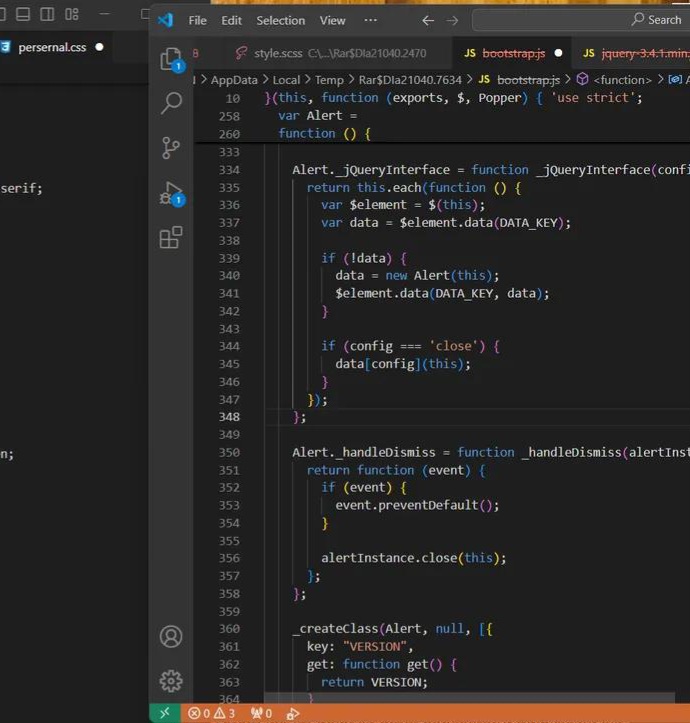 File Edit Selection View ··· Search
persernal.css
8 style.scss C:\...\Rar$DIa21040.2470 JS bootstrap.js JS jquery-3.4.1.min.
AppData > Local > Temp > Rar$DIa21040.7634 > JS bootstrap.js > <function> >
10 }(this, function (exports, $, Popper) { 'use strict';
258 var Alert =
260 function () {
333
334 Alert._jQueryInterface = function _jQueryInterface(confi
serif;
335 return this.each(function () {
336 var $element = $(this);
337 var data = $element.data(DATA_KEY);
338
339 if (!data) {
340 data = new Alert(this);
341 $element.data(DATA_KEY, data);
342 }
343
344 if (config === 'close') {
345 data[config](this);
346 }
347 });
348 };
349
350 Alert._handleDismiss = function _handleDismiss(alertInst
n;
351 return function (event) {
352 if (event) {
353 event.preventDefault();
354 }
355
356 alertInstance.close(this);
357 };
358 };
359
360 _createClass(Alert, null, [{
361 key: "VERSION",
362 get: function get() {
363 return VERSION;
364 }
0 3 0
1
1